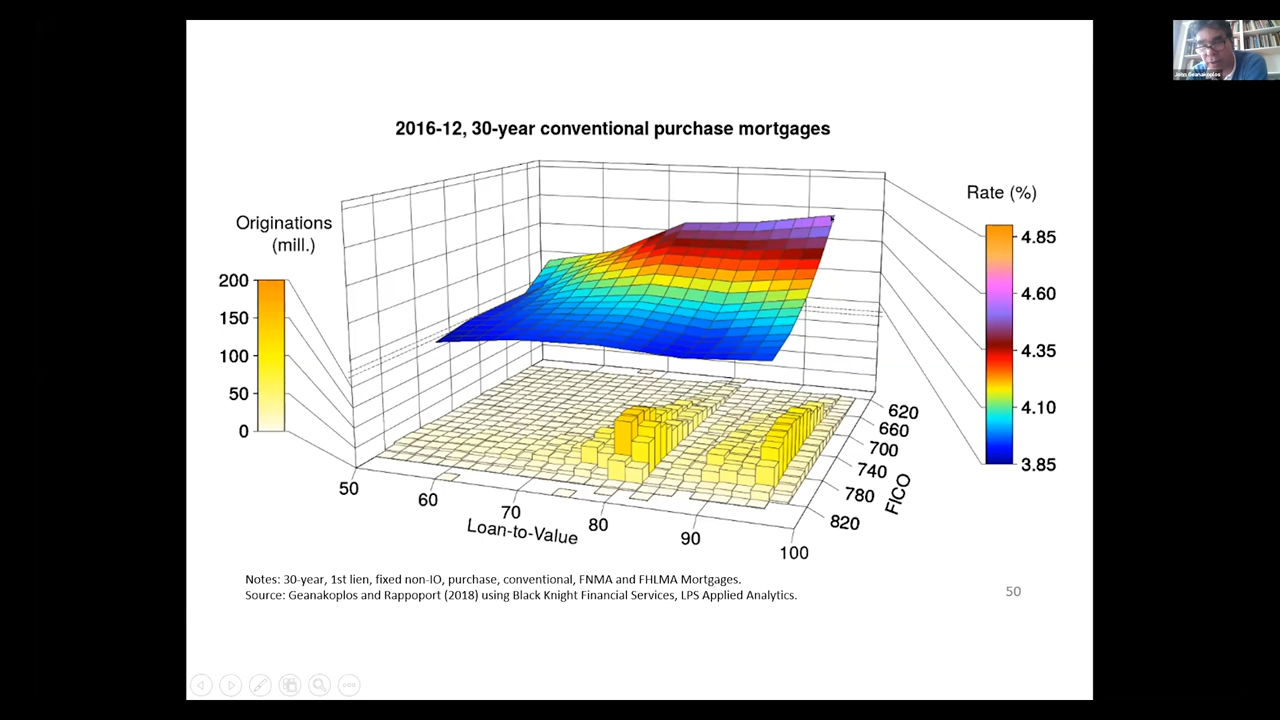 John Geanakoplos
2016-12, 30-year conventional purchase mortgages
Originations
(mill.)
200
150
100
50
0
Rate (%)
4.85
4.60
4.35
4.10
3.85
620
660
700
740
780
820
FICO
50
60
70
80
90
100
Loan-to-Value
Notes: 30-year, 1st lien, fixed non-IO, purchase, conventional, FNMA and FHLMA Mortgages.
Source: Geanakoplos and Rappoport (2018) using Black Knight Financial Services, LPS Applied Analytics.
50